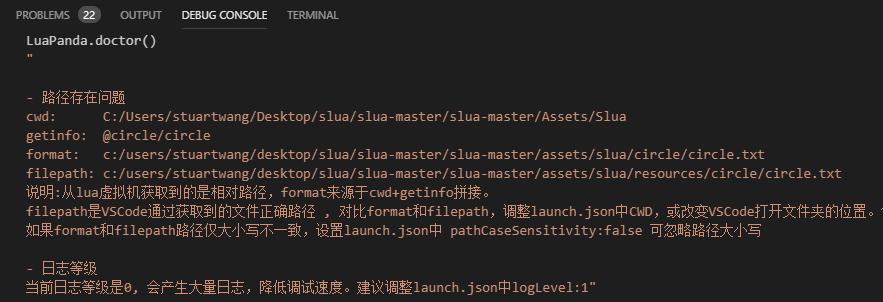 PROBLEMS 22 OUTPUT DEBUG CONSOLE TERMINAL
LuaPanda.doctor()
"
- 路径存在问题
cwd: C:/Users/stuartwang/Desktop/slua/slua-master/slua-master/Assets/Slua
getinfo: @circle/circle
format: c:/users/stuartwang/desktop/slua/slua-master/slua-master/assets/slua/circle/circle.txt
filepath: c:/users/stuartwang/desktop/slua/slua-master/slua-master/assets/slua/resources/circle/circle.txt
说明:从lua虚拟机获取到的是相对路径，format来源于cwd+getinfo拼接。
filepath是VSCode通过获取到的文件正确路径 , 对比format和filepath，调整launch.json中CWD，或改变VSCode打开文件夹的位置。
如果format和filepath路径仅大小写不一致，设置launch.json中 pathCaseSensitivity:false 可忽略路径大小写
- 日志等级
当前日志等级是0, 会产生大量日志，降低调试速度。建议调整launch.json中logLevel:1"